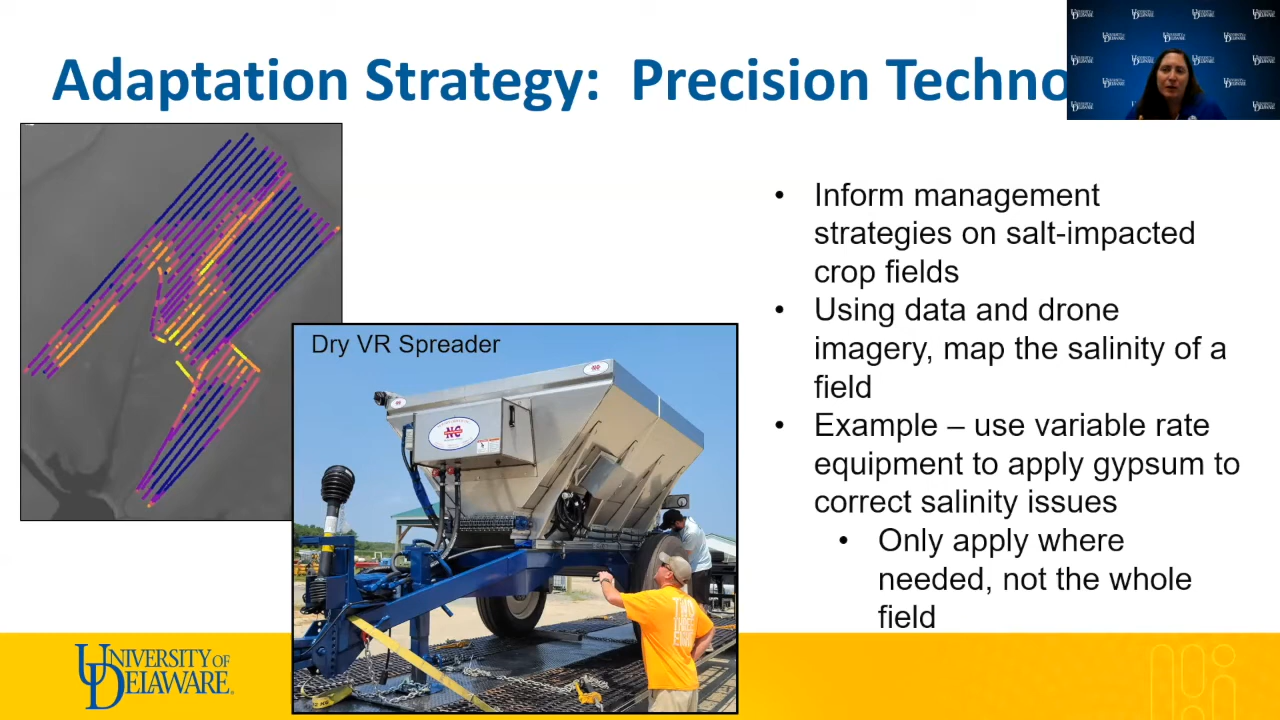 Adaptation Strategy: Precision Techno
Dry VR Spreader
NG
• Inform management
strategies on salt-impacted
crop fields
• Using data and drone
imagery, map the salinity of a
field
• Example – use variable rate
equipment to apply gypsum to
correct salinity issues
• Only apply where
needed, not the whole
field
UNIVERSITY OF
DELAWARE